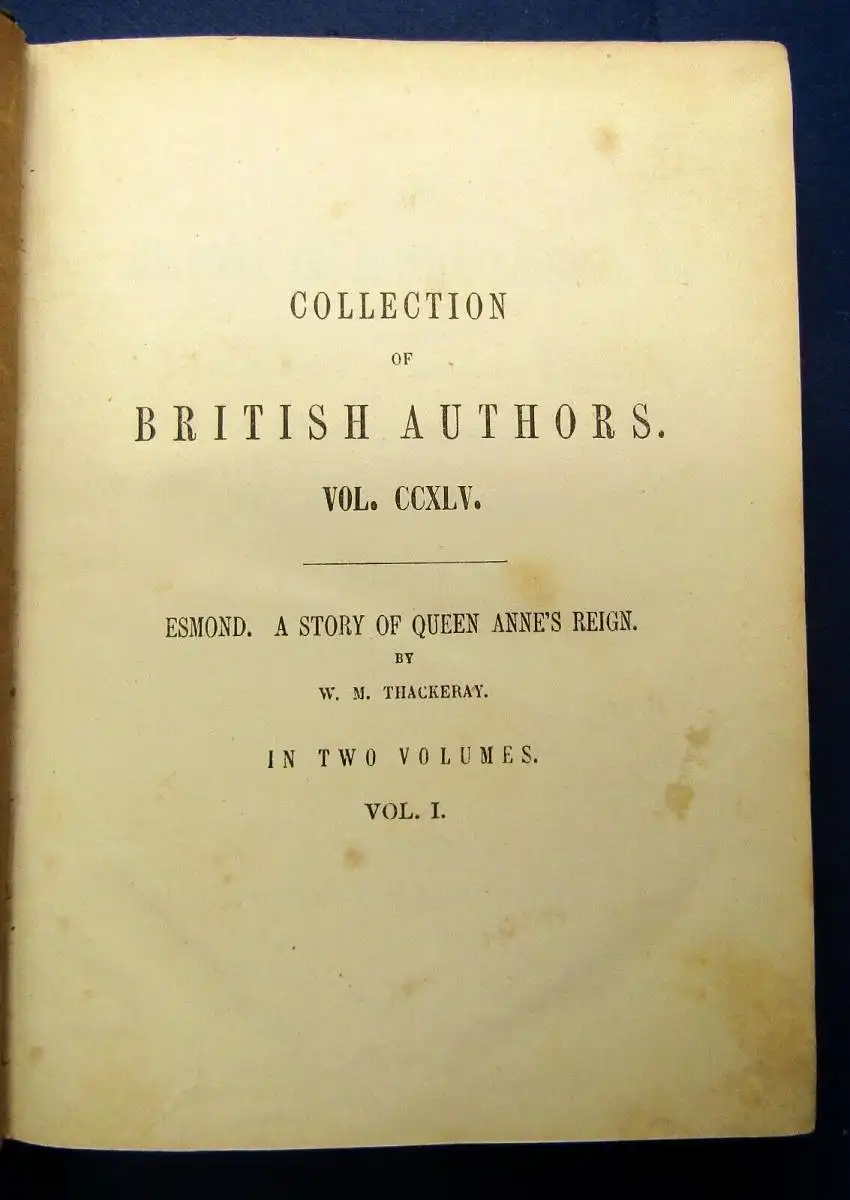 COLLECTION
OF
BRITISH AUTHORS.
VOL. CCXLV.
ESMOND. A STORY OF QUEEN ANNE'S REIGN.
BY
W. M. THACKERAY.
IN TWO VOLUMES.
VOL. I.